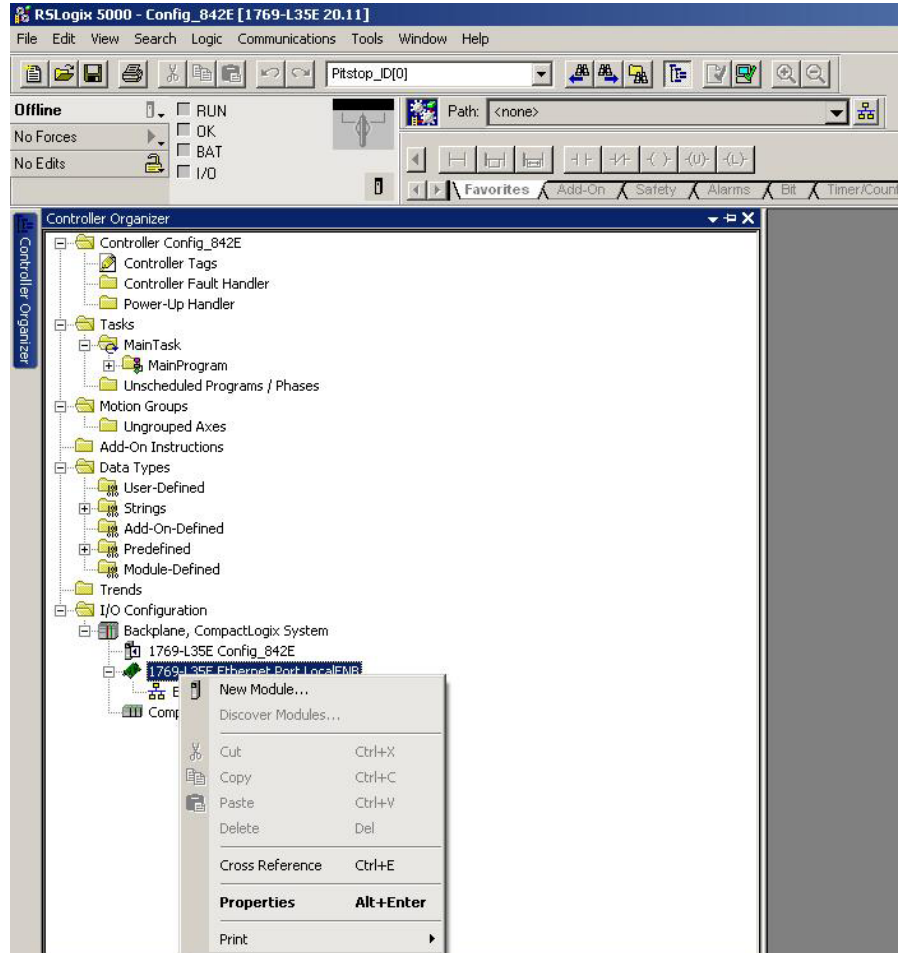 RSLogix 5000 - Config_842E [1769-L35E 20.11]
File Edit View Search Logic Communications Tools Window Help
Pitstop_ID[0]
Offline RUN Path: <none>
No Forces OK
No Edits BAT
I/O
Favorites Add-On Safety Alarms Bit Timer/Count
Controller Organizer
Controller Organizer
Controller Config_842E
Controller Tags
Controller Fault Handler
Power-Up Handler
Tasks
MainTask
MainProgram
Unscheduled Programs / Phases
Motion Groups
Ungrouped Axes
Add-On Instructions
Data Types
User-Defined
Strings
Add-On-Defined
Predefined
Module-Defined
Trends
I/O Configuration
Backplane, CompactLogix System
1769-L35E Config_842E
1769-L35E Ethernet Port LocalENB
E
Comp
New Module...
Discover Modules...
Cut Ctrl+X
Copy Ctrl+C
Paste Ctrl+V
Delete Del
Cross Reference Ctrl+E
Properties Alt+Enter
Print